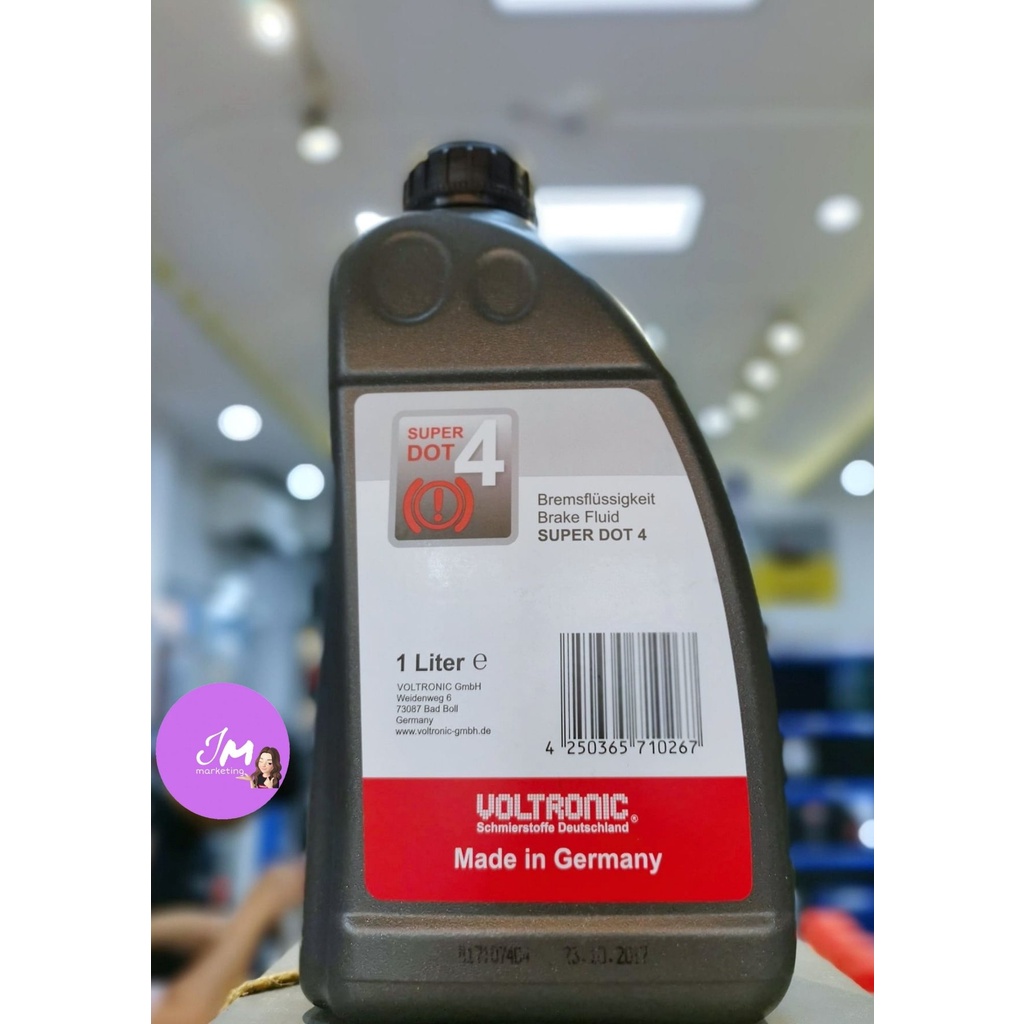 SUPER
DOT 4
Bremsflüssigkeit
Brake Fluid
SUPER DOT 4
1 Liter ℮
VOLTRONIC GmbH
Weidenweg 6
73087 Bad Boll
Germany
www.voltronic-gmbh.de
4 250365 710267
VOLTRONIC®
Schmierstoffe Deutschland
Made in Germany
JM
marketing